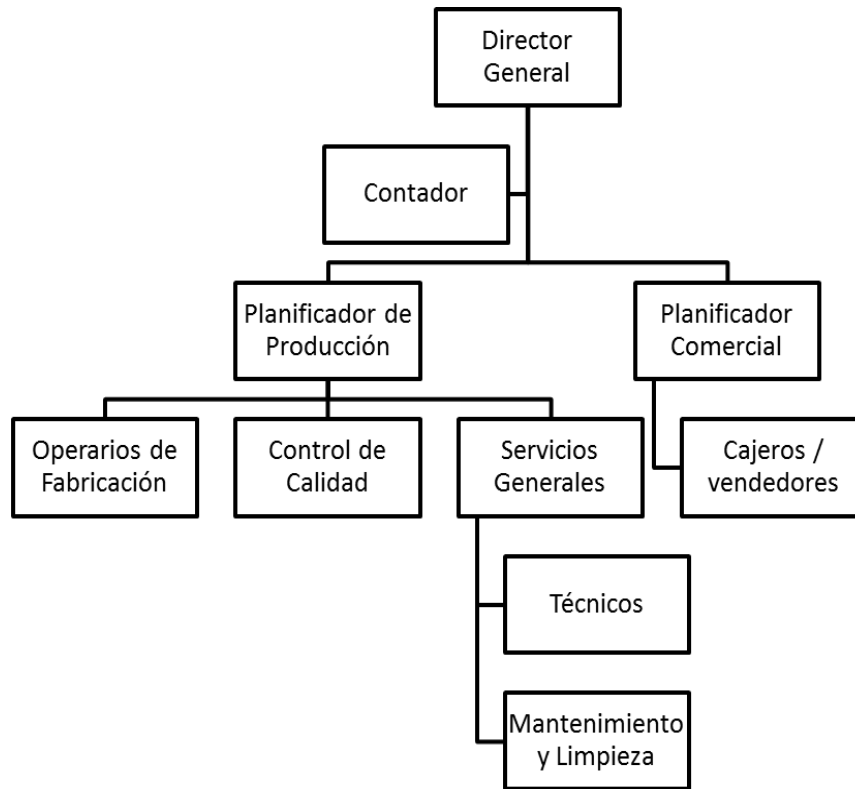 Director
General
Contador
Planificador de
Producción
Planificador
Comercial
Operarios de
Fabricación
Control de
Calidad
Servicios
Generales
Cajeros /
vendedores
Técnicos
Mantenimiento
y Limpieza